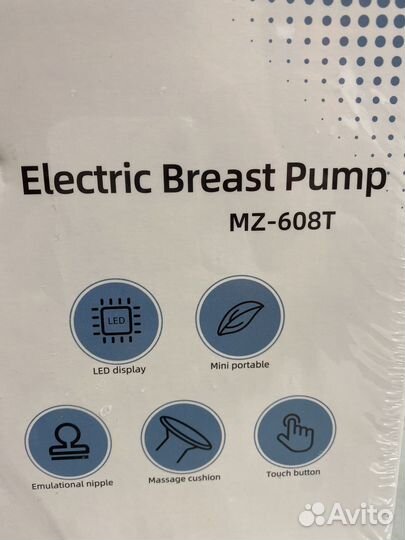 Electric Breast Pump
MZ-608T
LED
LED display
Mini portable
Emulational nipple
Massage cushion
Touch button
Avito